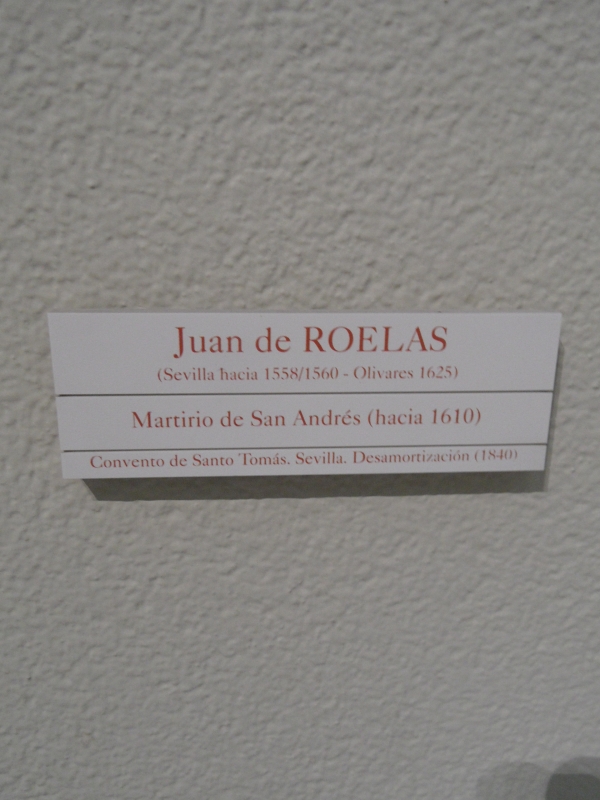 Juan de ROELAS
(Sevilla hacia 1558/1560 - Olivares 1625)
Martirio de San Andrés (hacia 1610)
Convento de Santo Tomás. Sevilla. Desamortización (1840)